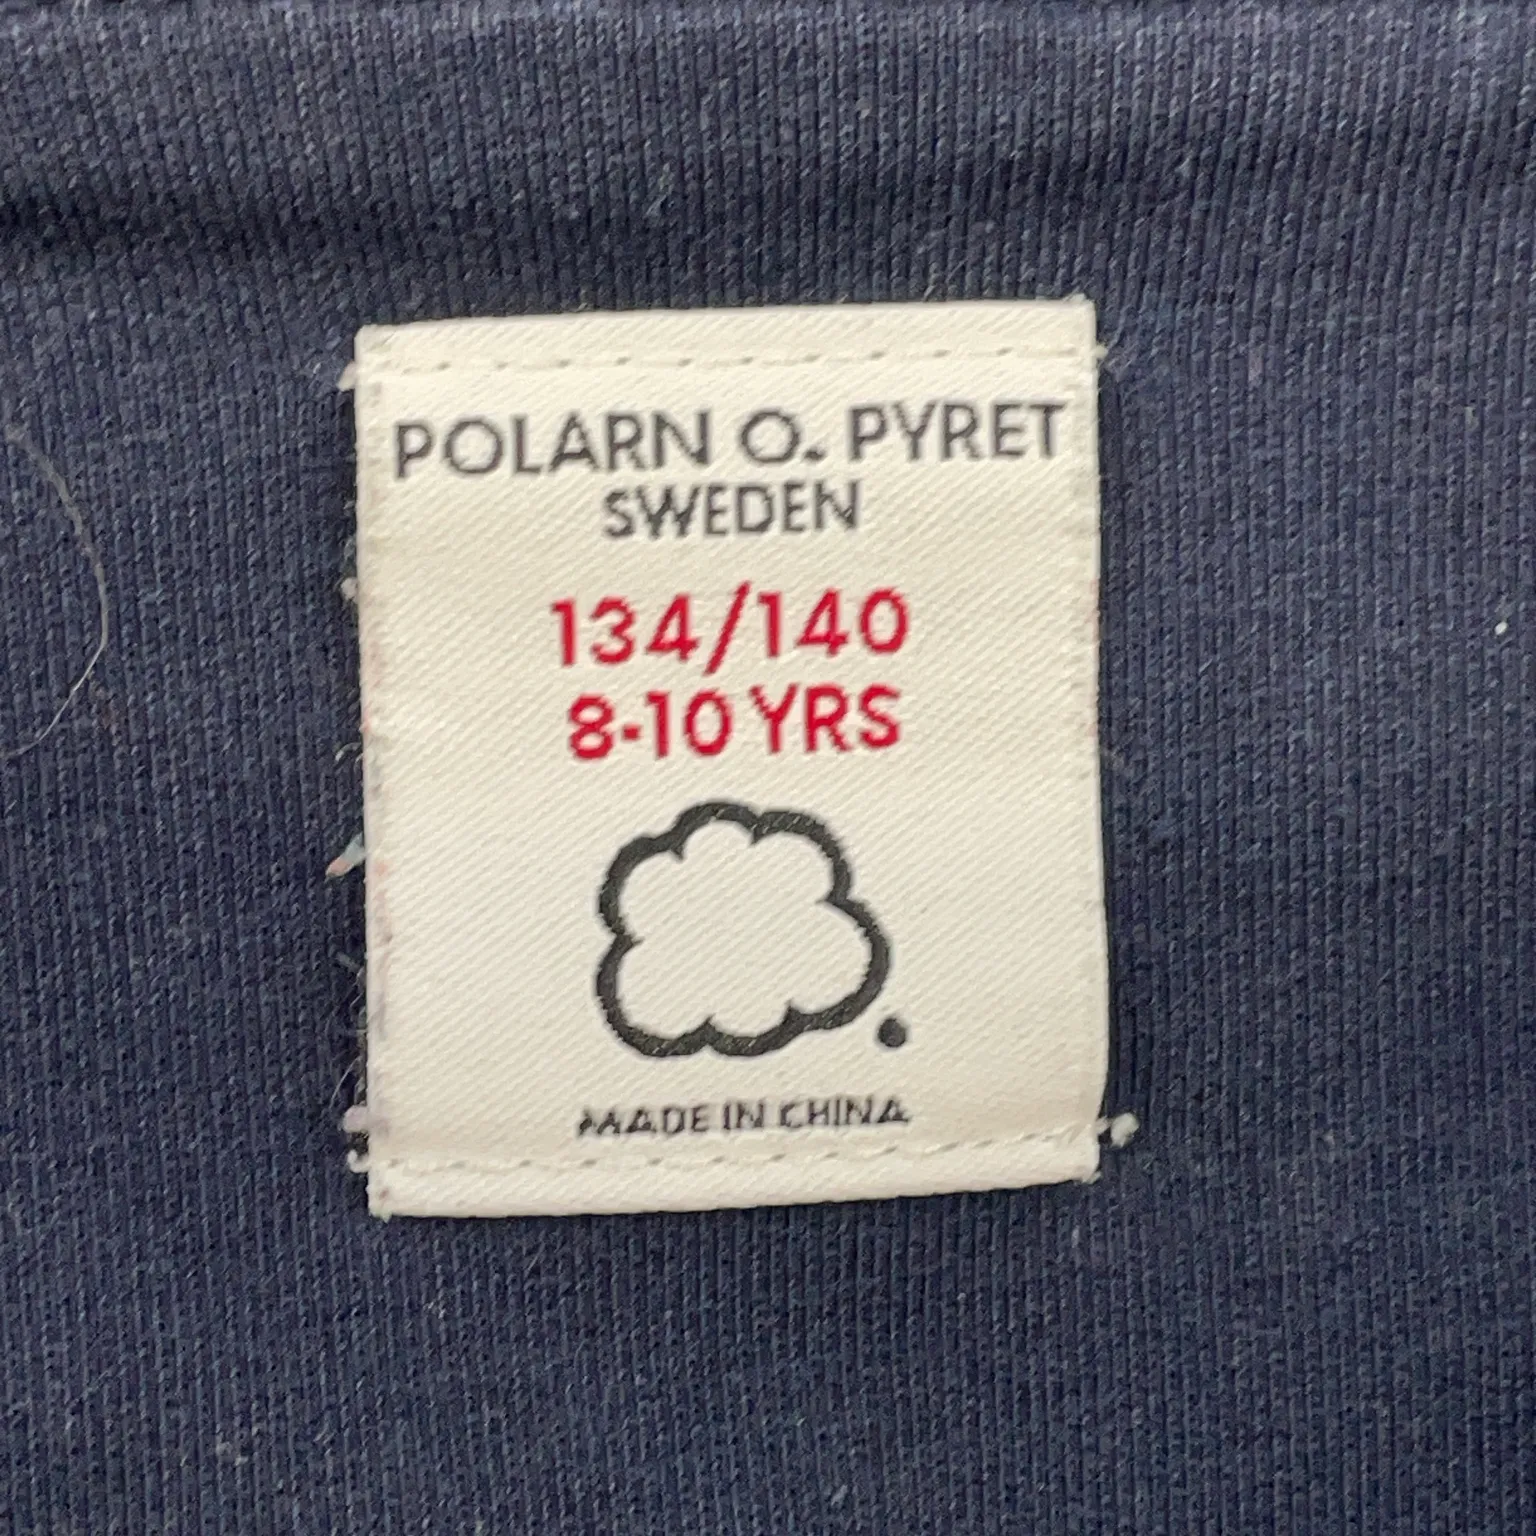 POLARN O. PYRET
SWEDEN
134/140
8-10 YRS
MADE IN CHINA